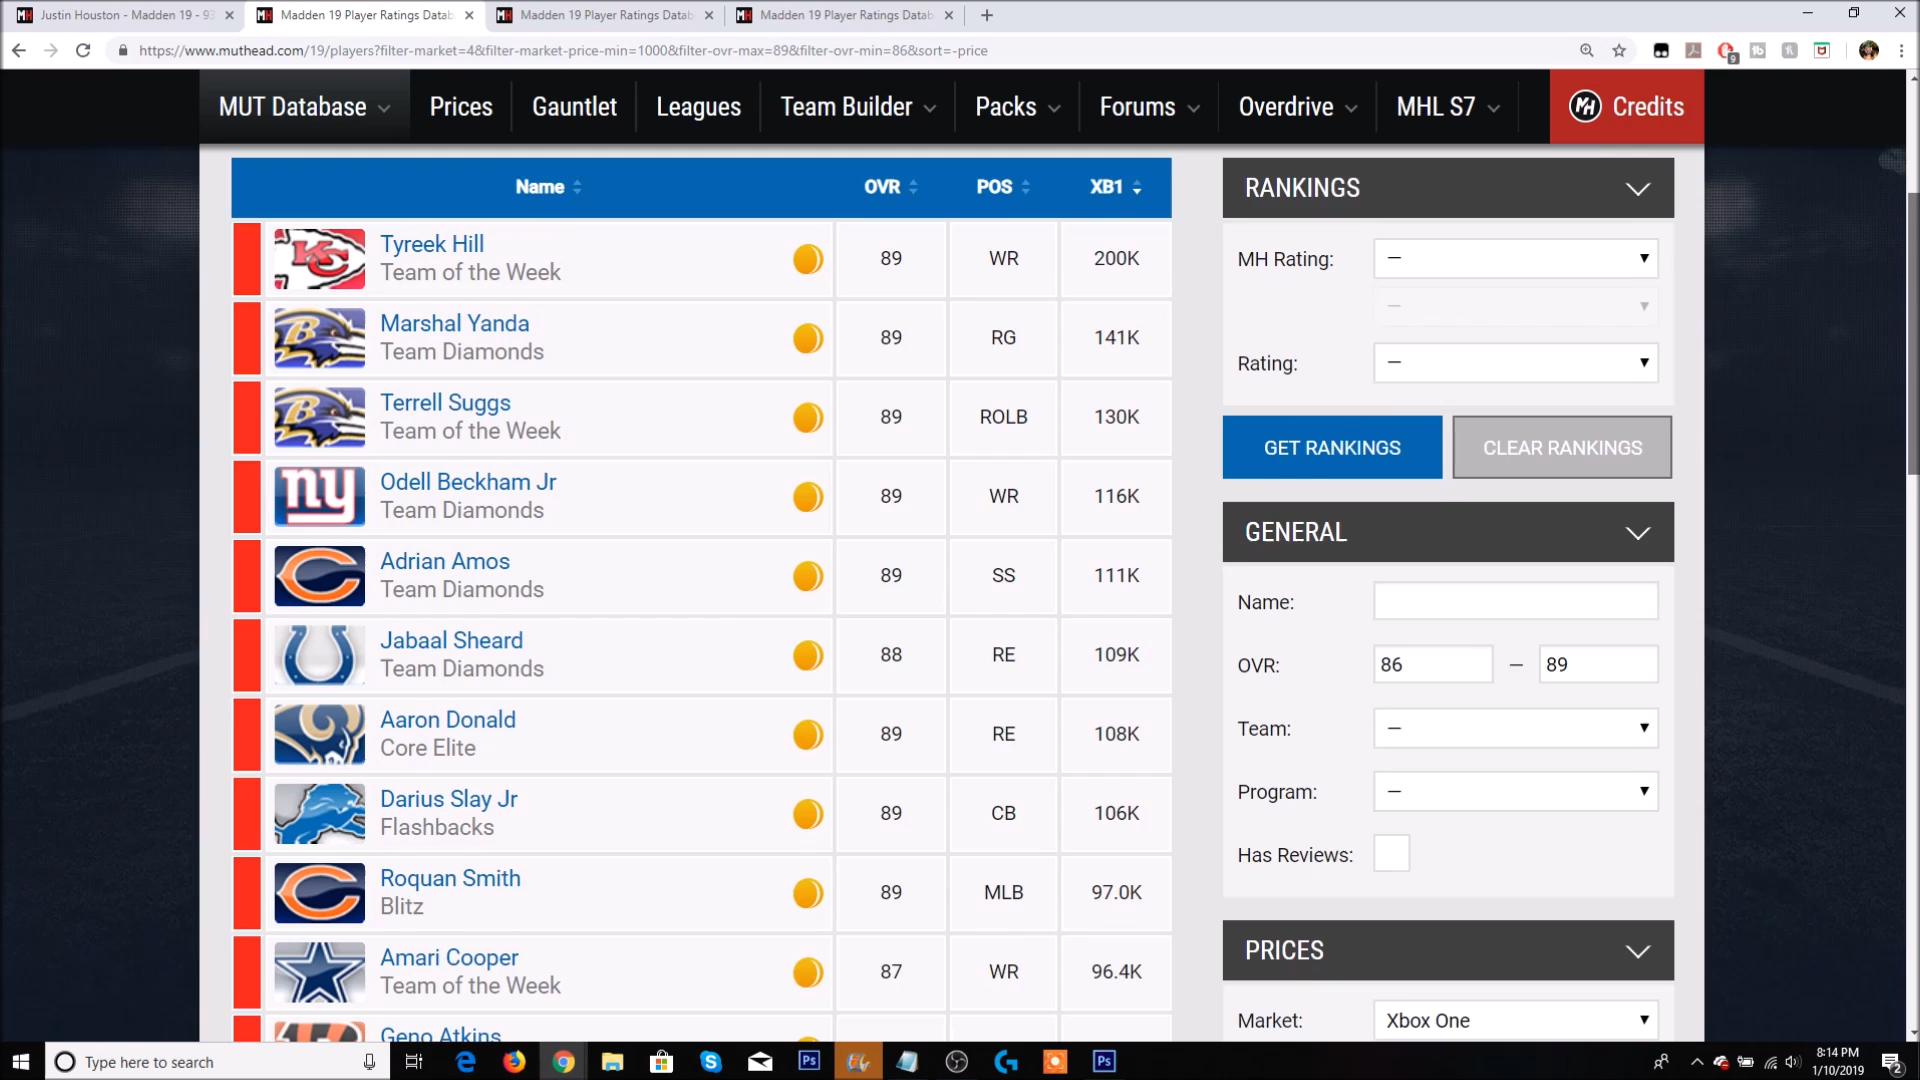 Justin Houston - Madden 19 - 93
Madden 19 Player Ratings Datab
Madden 19 Player Ratings Datab
Madden 19 Player Ratings Datab
https://www.muthead.com/19/players?filter-market=4&filter-market-price-min=1000&filter-ovr-max=89&filter-ovr-min=86&sort=-price
MUT Database Prices Gauntlet Leagues Team Builder Packs Forums Overdrive MHL S7 MH Credits
Name OVR POS XB1
Tyreek Hill
Team of the Week
89 WR 200K
Marshal Yanda
Team Diamonds
89 RG 141K
Terrell Suggs
Team of the Week
89 ROLB 130K
ny
Odell Beckham Jr
Team Diamonds
89 WR 116K
Adrian Amos
Team Diamonds
89 SS 111K
Jabaal Sheard
Team Diamonds
88 RE 109K
Aaron Donald
Core Elite
89 RE 108K
Darius Slay Jr
Flashbacks
89 CB 106K
Roquan Smith
Blitz
89 MLB 97.0K
Amari Cooper
Team of the Week
87 WR 96.4K
Geno Atkins
RANKINGS
MH Rating: —
—
Rating: —
GET RANKINGS CLEAR RANKINGS
GENERAL
Name:
OVR: 86 — 89
Team: —
Program: —
Has Reviews:
PRICES
Market: Xbox One
Type here to search
8:14 PM
1/10/2019
2